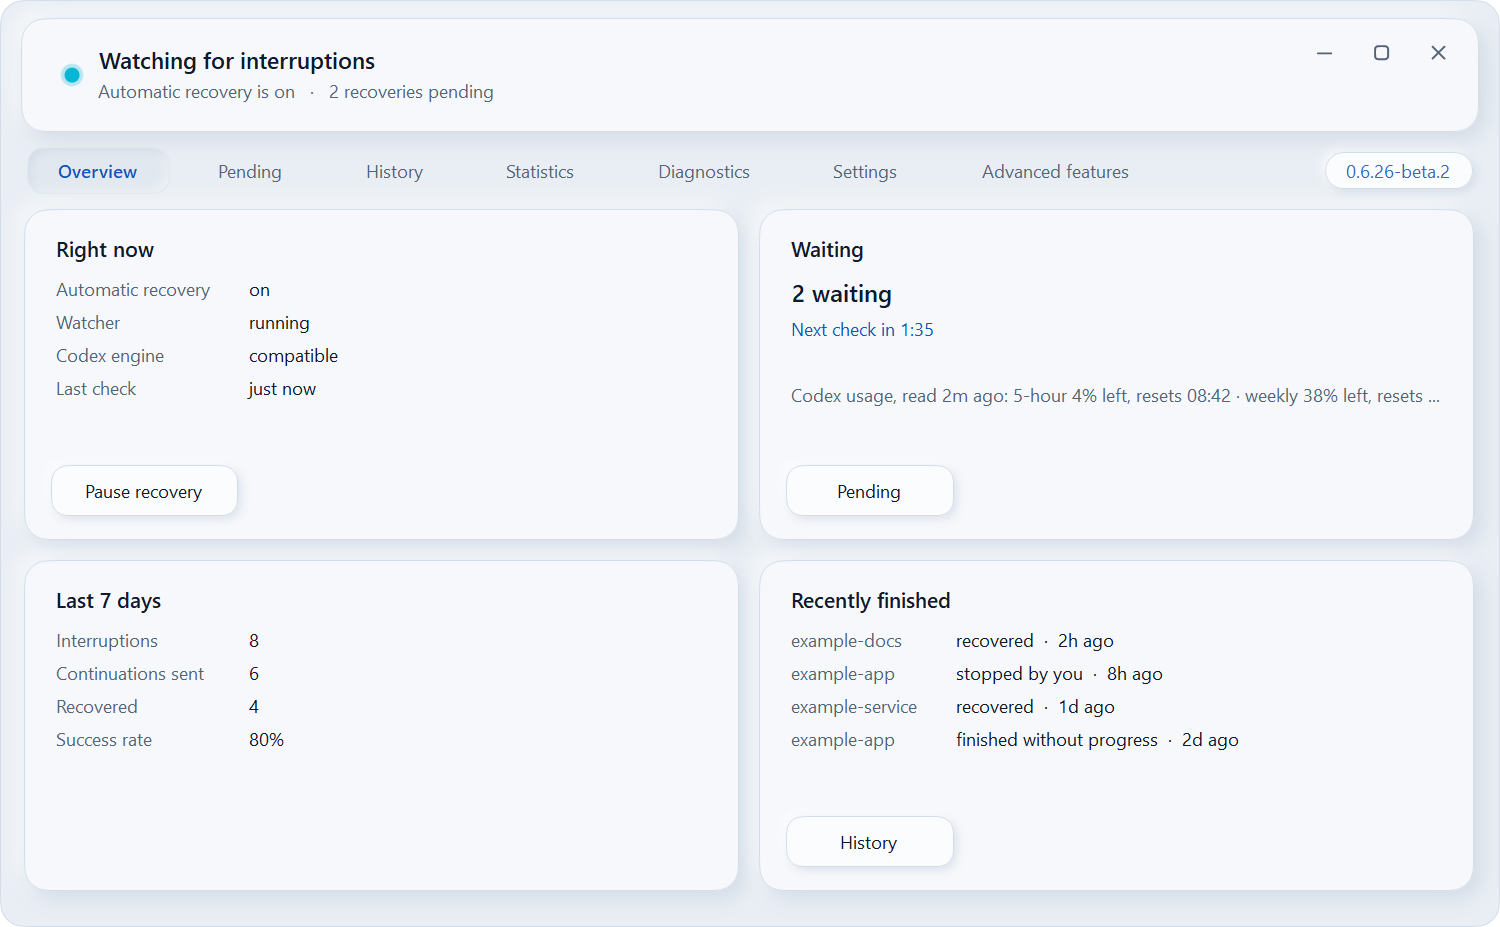 Watching for interruptions
Automatic recovery is on · 2 recoveries pending
Overview Pending History Statistics Diagnostics Settings Advanced features 0.6.26-beta.2
Right now
Automatic recovery on
Watcher running
Codex engine compatible
Last check just now
Pause recovery
Waiting
2 waiting
Next check in 1:35
Codex usage, read 2m ago: 5-hour 4% left, resets 08:42 · weekly 38% left, resets ...
Pending
Last 7 days
Interruptions 8
Continuations sent 6
Recovered 4
Success rate 80%
Recently finished
example-docs recovered · 2h ago
example-app stopped by you · 8h ago
example-service recovered · 1d ago
example-app finished without progress · 2d ago
History